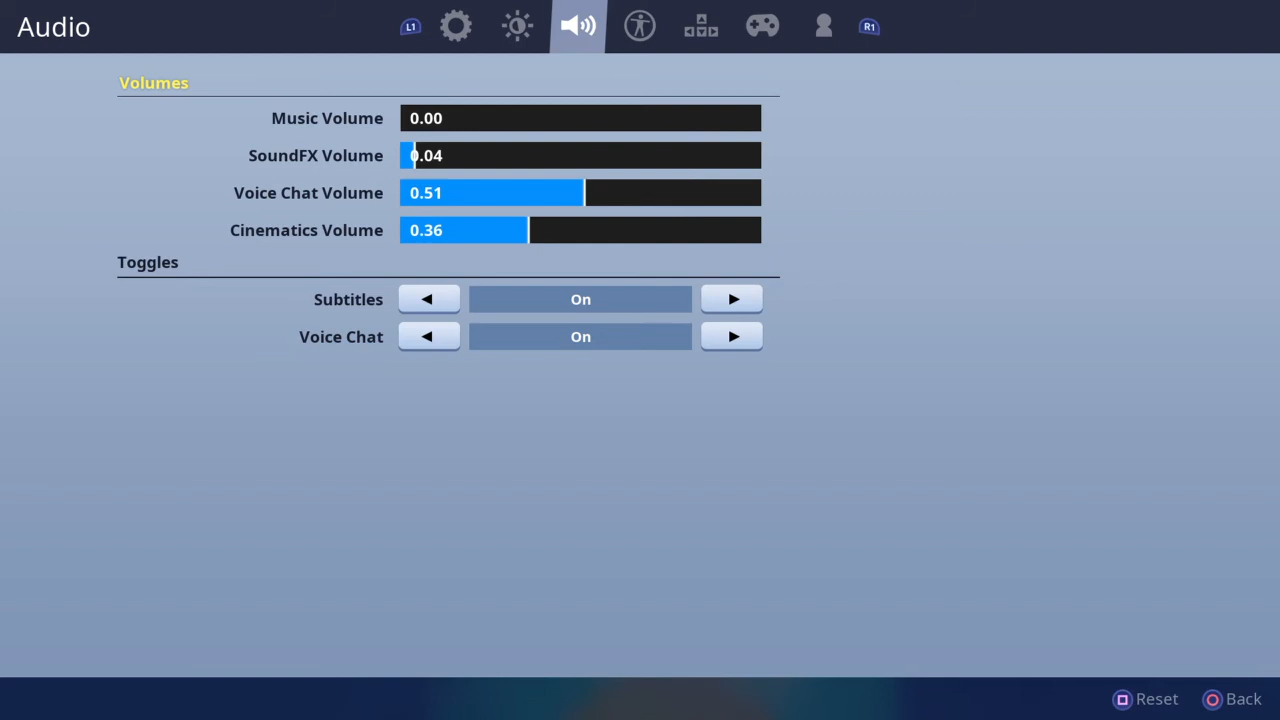 Audio
L1
R1
Volumes
Music Volume 0.00
SoundFX Volume 0.04
Voice Chat Volume 0.51
Cinematics Volume 0.36
Toggles
Subtitles On
Voice Chat On
Reset Back